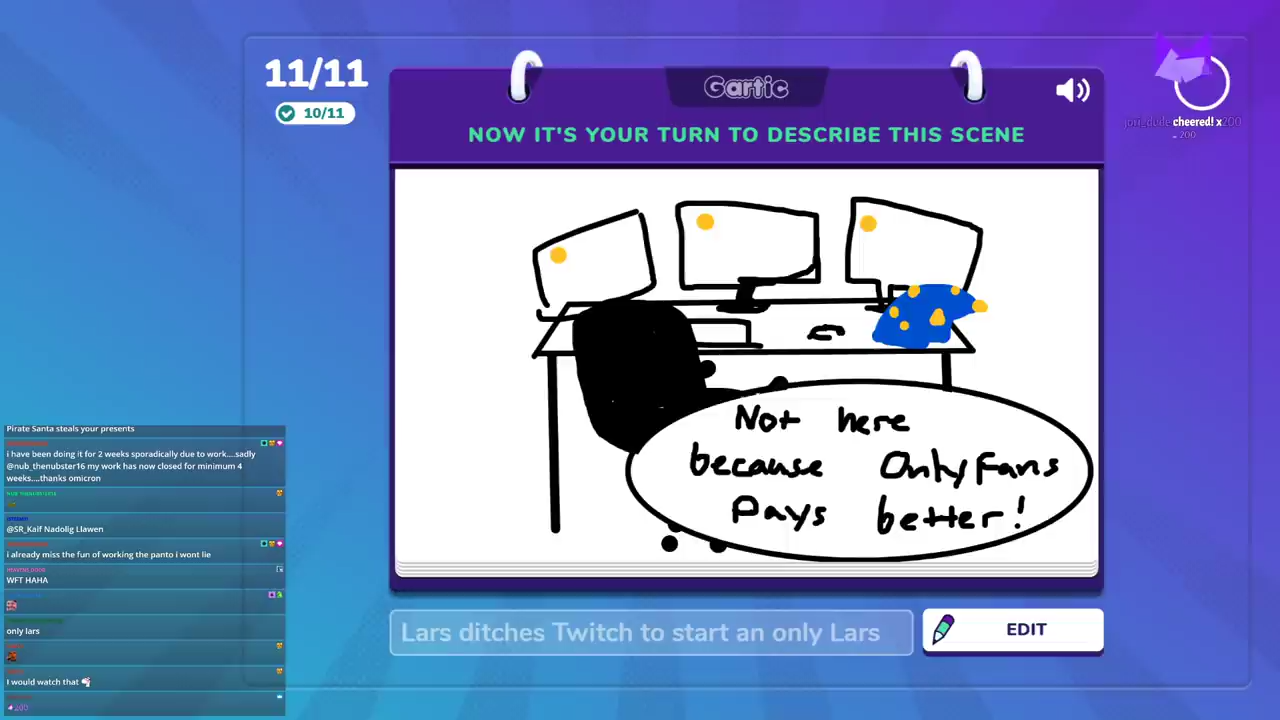 11/11
10/11
Gartic
NOW IT'S YOUR TURN TO DESCRIBE THIS SCENE
cheered! x200
200
Not here
because OnlyFans
Pays better!
Pirate Santa steals your presents
i have been doing it for 2 weeks sporadically due to work....sadly
@nub_thenubster16 my work has now closed for minimum 4
weeks....thanks omicron
@SR_Kaif Nadolig Llawen
i already miss the fun of working the panto i wont lie
WFT HAHA
only lars
I would watch that
200
Lars ditches Twitch to start an only Lars
EDIT